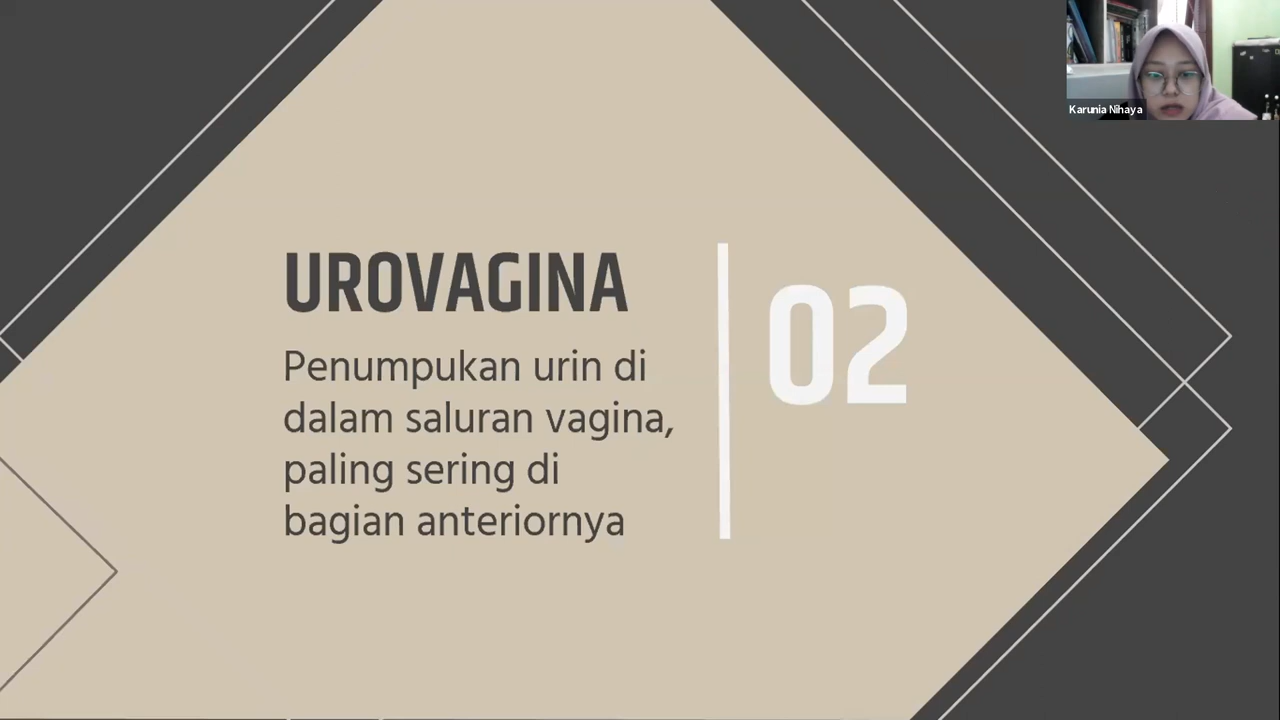 Karunia Nihaya
UROVAGINA
Penumpukan urin di
dalam saluran vagina,
paling sering di
bagian anteriornya
02